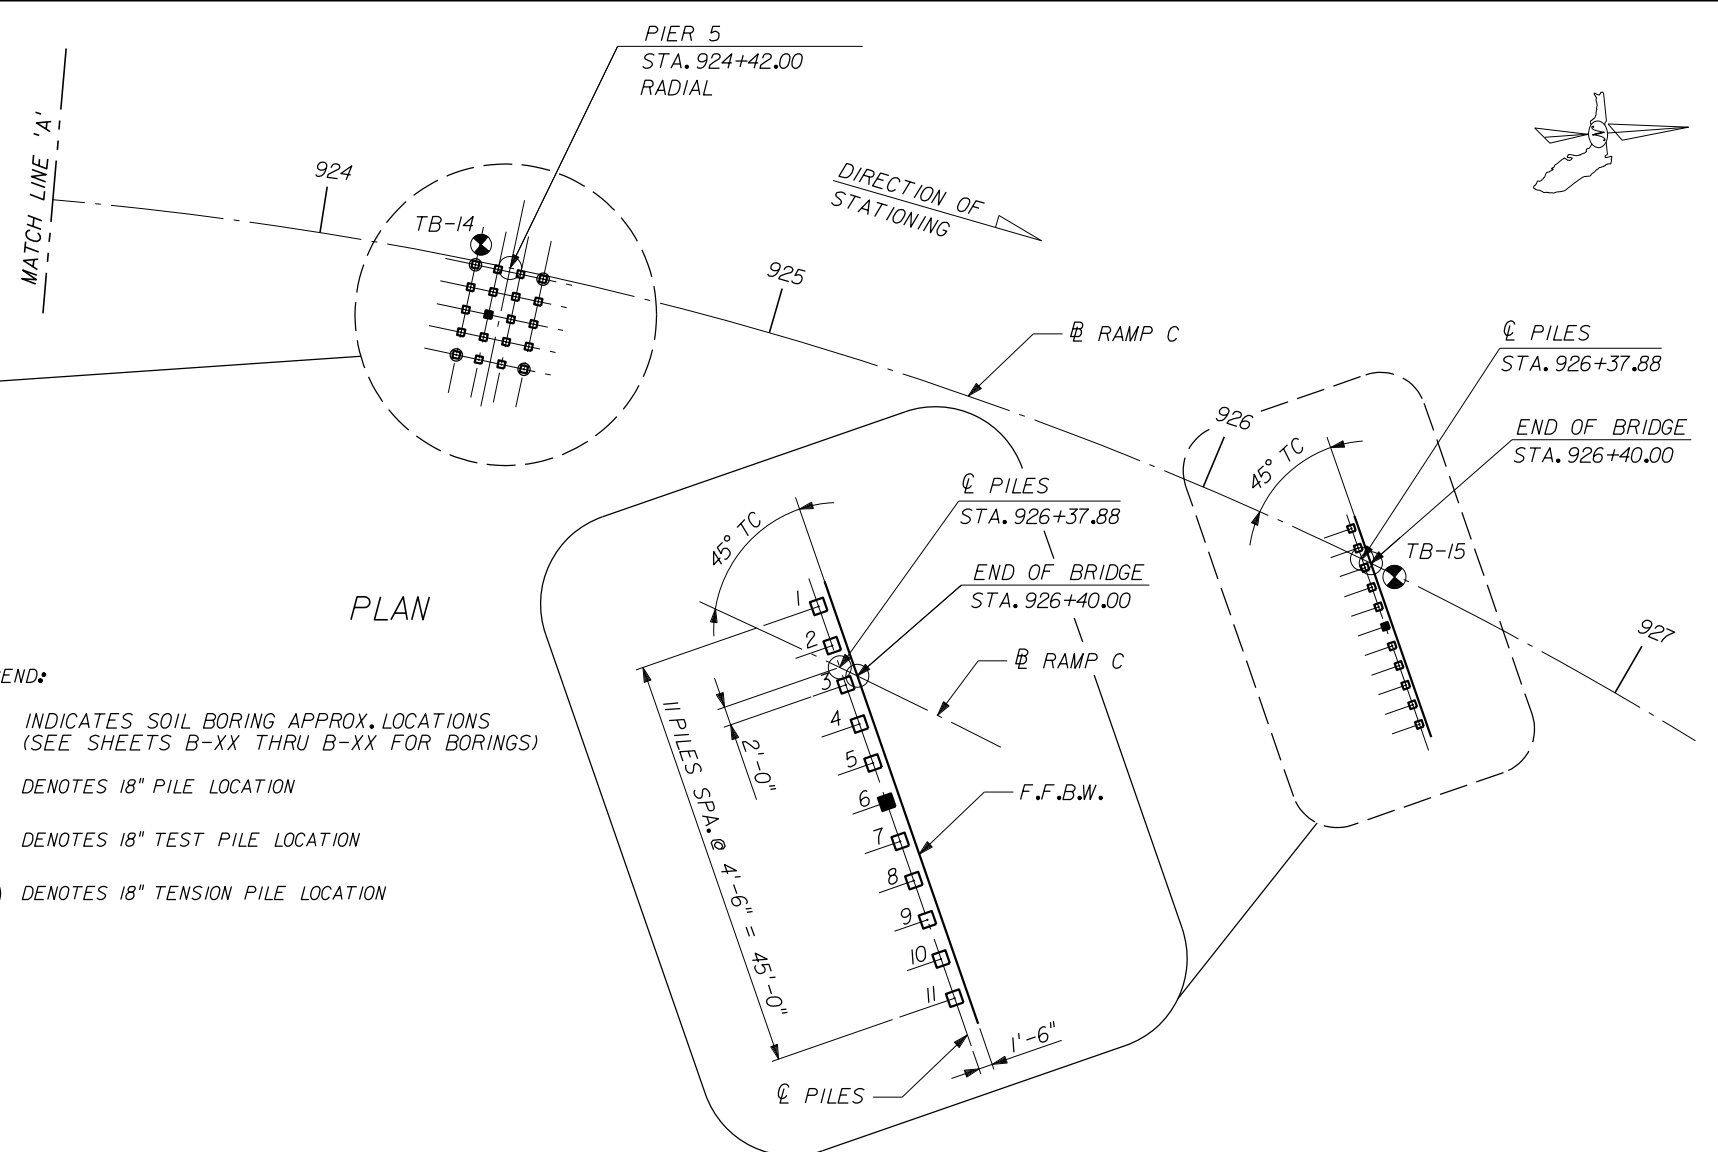 PIER 5
STA. 924+42.00
RADIAL
MATCH LINE 'A'
924
TB-14
DIRECTION OF
STATIONING
N
925
℄ RAMP C
℄ PILES
STA. 926+37.88
926
END OF BRIDGE
STA. 926+40.00
45° TC
TB-15
927
℄ PILES
STA. 926+37.88
45° TC
END OF BRIDGE
STA. 926+40.00
PLAN
℄ RAMP C
1
2
3
4
5
6
7
8
9
10
11
2'-0"
11 PILES SPA. @ 4'-6" = 45'-0"
F.F.B.W.
1'-6"
℄ PILES
END:
INDICATES SOIL BORING APPROX. LOCATIONS
(SEE SHEETS B-XX THRU B-XX FOR BORINGS)
DENOTES 18" PILE LOCATION
DENOTES 18" TEST PILE LOCATION
) DENOTES 18" TENSION PILE LOCATION